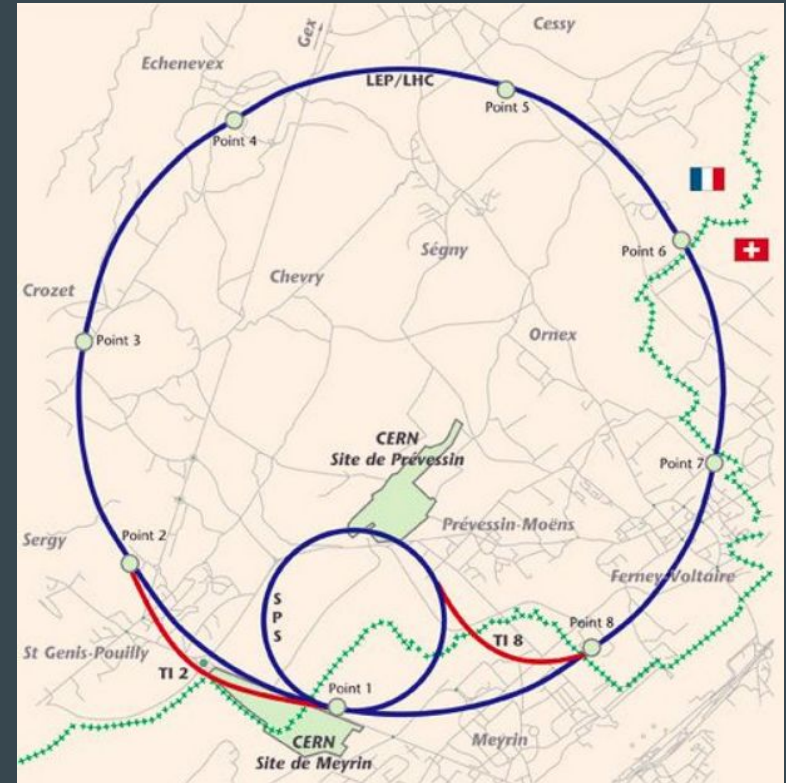 Cessy
Gex
Echenevex
LEP/LHC
Point 5
Point 4
Point 6
Ségny
Chevry
Crozet
Ornex
Point 3
CERN
Site de Prévessin
Point 7
Prévessin-Moëns
Point 2
Sergy
Ferney-Voltaire
S
P
S
Point 8
TI 8
St Genis-Pouilly
TI 2
Point 1
CERN
Site de Meyrin
Meyrin